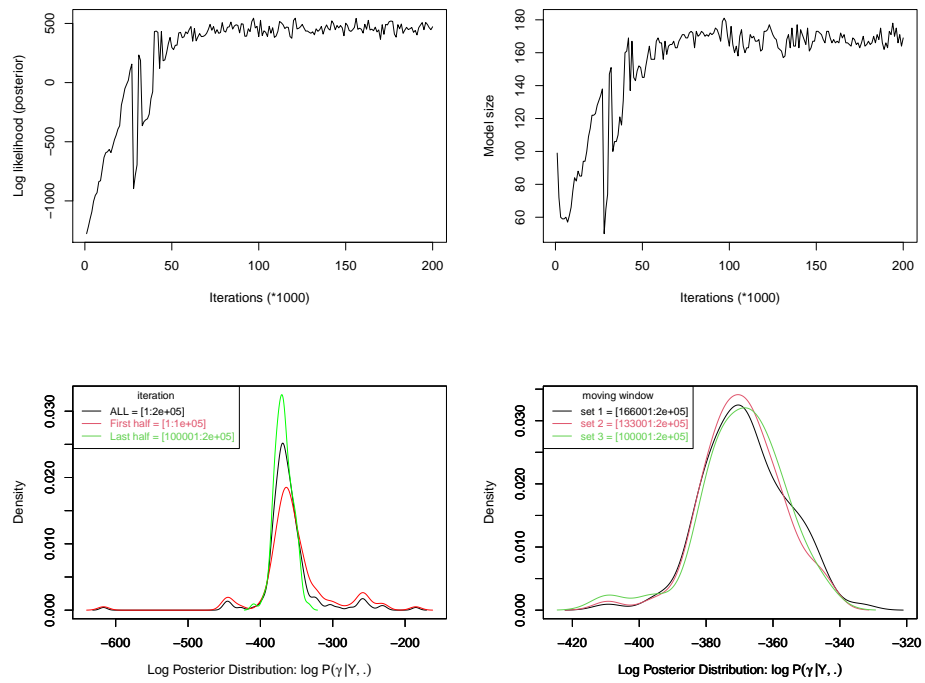 Log likelihood (posterior)
500
0
-500
-1000
0
50
100
150
200
Iterations (*1000)
Model size
180
160
140
120
100
80
60
0
50
100
150
200
Iterations (*1000)
Density
0.030
0.020
0.010
0.000
iteration
ALL = [1:2e+05]
First half = [1:1e+05]
Last half = [100001:2e+05]
−600
−500
−400
−300
−200
Log Posterior Distribution: log P(γ|Y, .)
Density
0.030
0.020
0.010
0.000
moving window
set 1 = [166001:2e+05]
set 2 = [133001:2e+05]
set 3 = [100001:2e+05]
−420
−400
−380
−360
−340
−320
Log Posterior Distribution: log P(γ|Y, .)